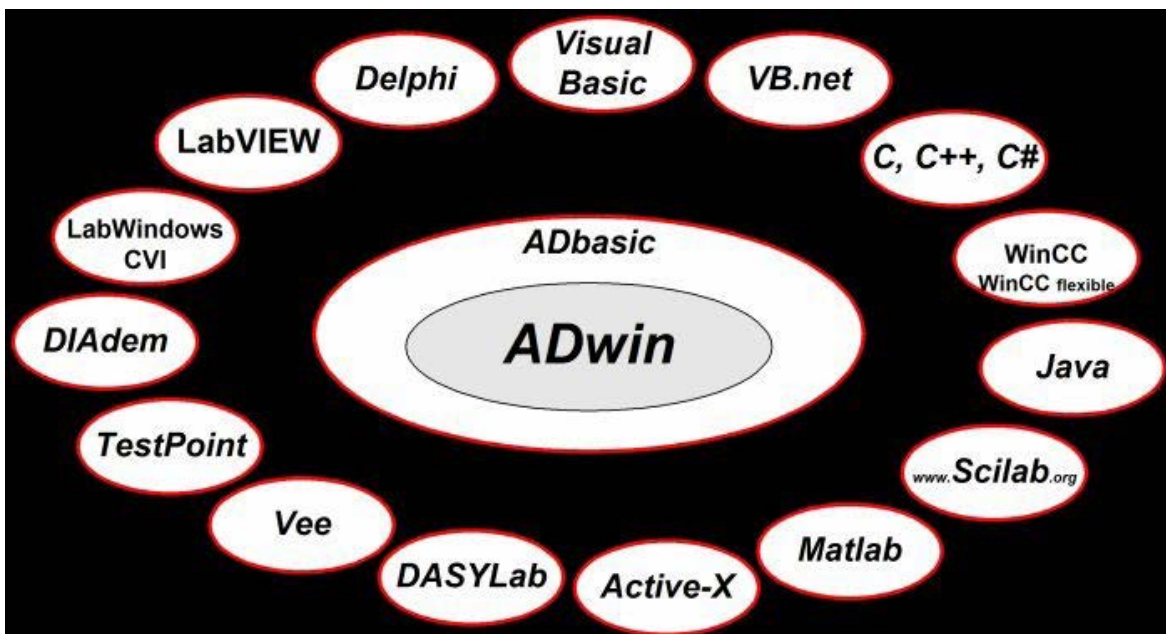 Visual
Basic
Delphi
VB.net
LabVIEW
C, C++, C#
LabWindows
CVI
ADbasic
WinCC
WinCC flexible
DIAdem
ADwin
Java
TestPoint
www.Scilab.org
Vee
Matlab
DASYLab
Active-X